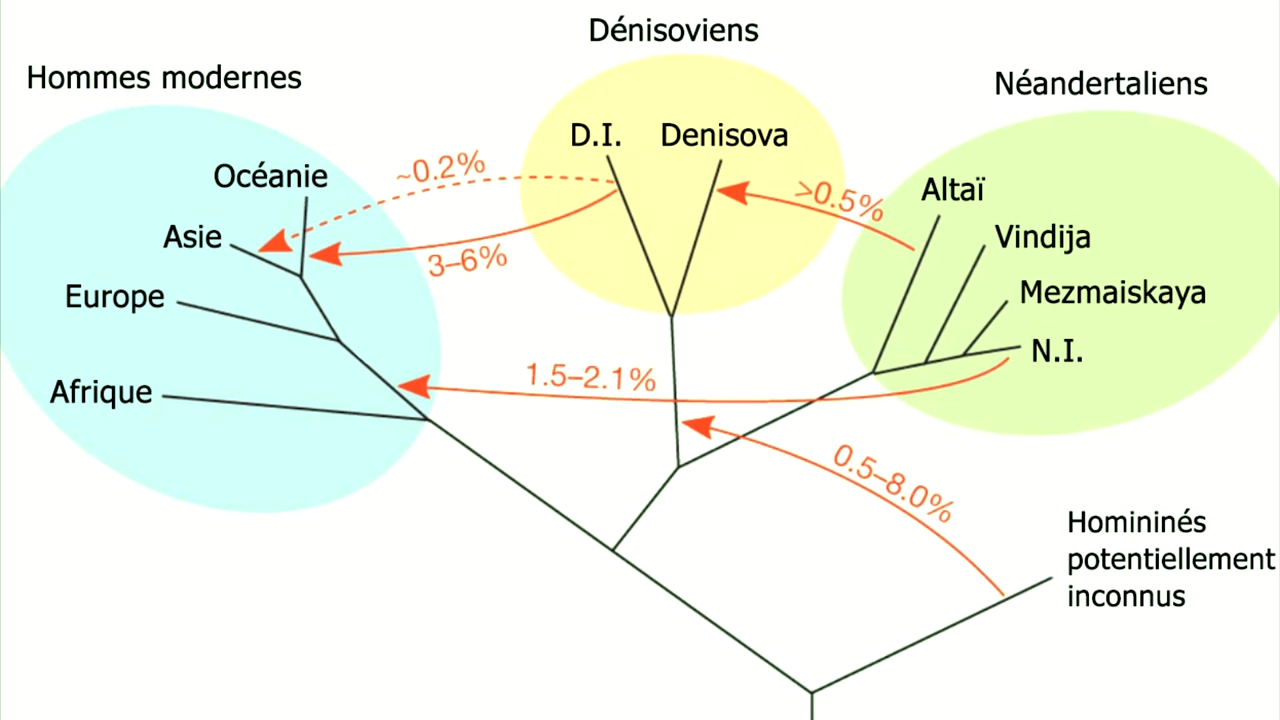 Dénisoviens
Hommes modernes
Néandertaliens
D.I.
Denisova
~0.2%
Océanie
>0.5%
Altaï
Asie
Vindija
3–6%
Europe
Mezmaiskaya
N.I.
1.5–2.1%
Afrique
0.5–8.0%
Homininés
potentiellement
inconnus